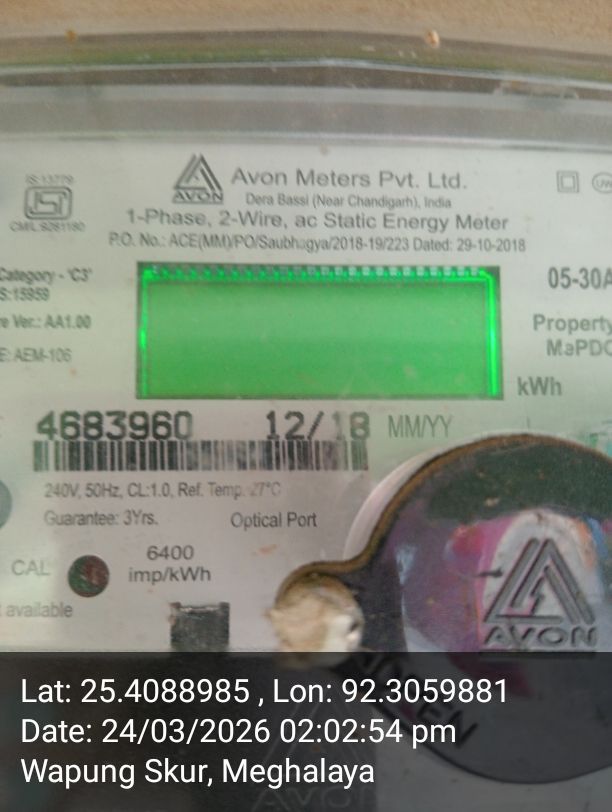 IS:13779
CM/L 5261180
AVON
Avon Meters Pvt. Ltd.
Dera Bassi (Near Chandigarh), India
1-Phase, 2-Wire, ac Static Energy Meter
P.O. No.: ACE(MM)/PO/Saubhagya/2018-19/223 Dated: 29-10-2018
Category - 'C3'
S:15959
05-30A
e Ver.: AA1.00
Property
MaPDC
E: AEM-106
kWh
4683960 12/18 MM/YY
240V, 50Hz, CL:1.0, Ref. Temp. 27°C
Guarantee: 3Yrs. Optical Port
CAL
6400
imp/kWh
available
AVON
Lat: 25.4088985 , Lon: 92.3059881
Date: 24/03/2026 02:02:54 pm
Wapung Skur, Meghalaya